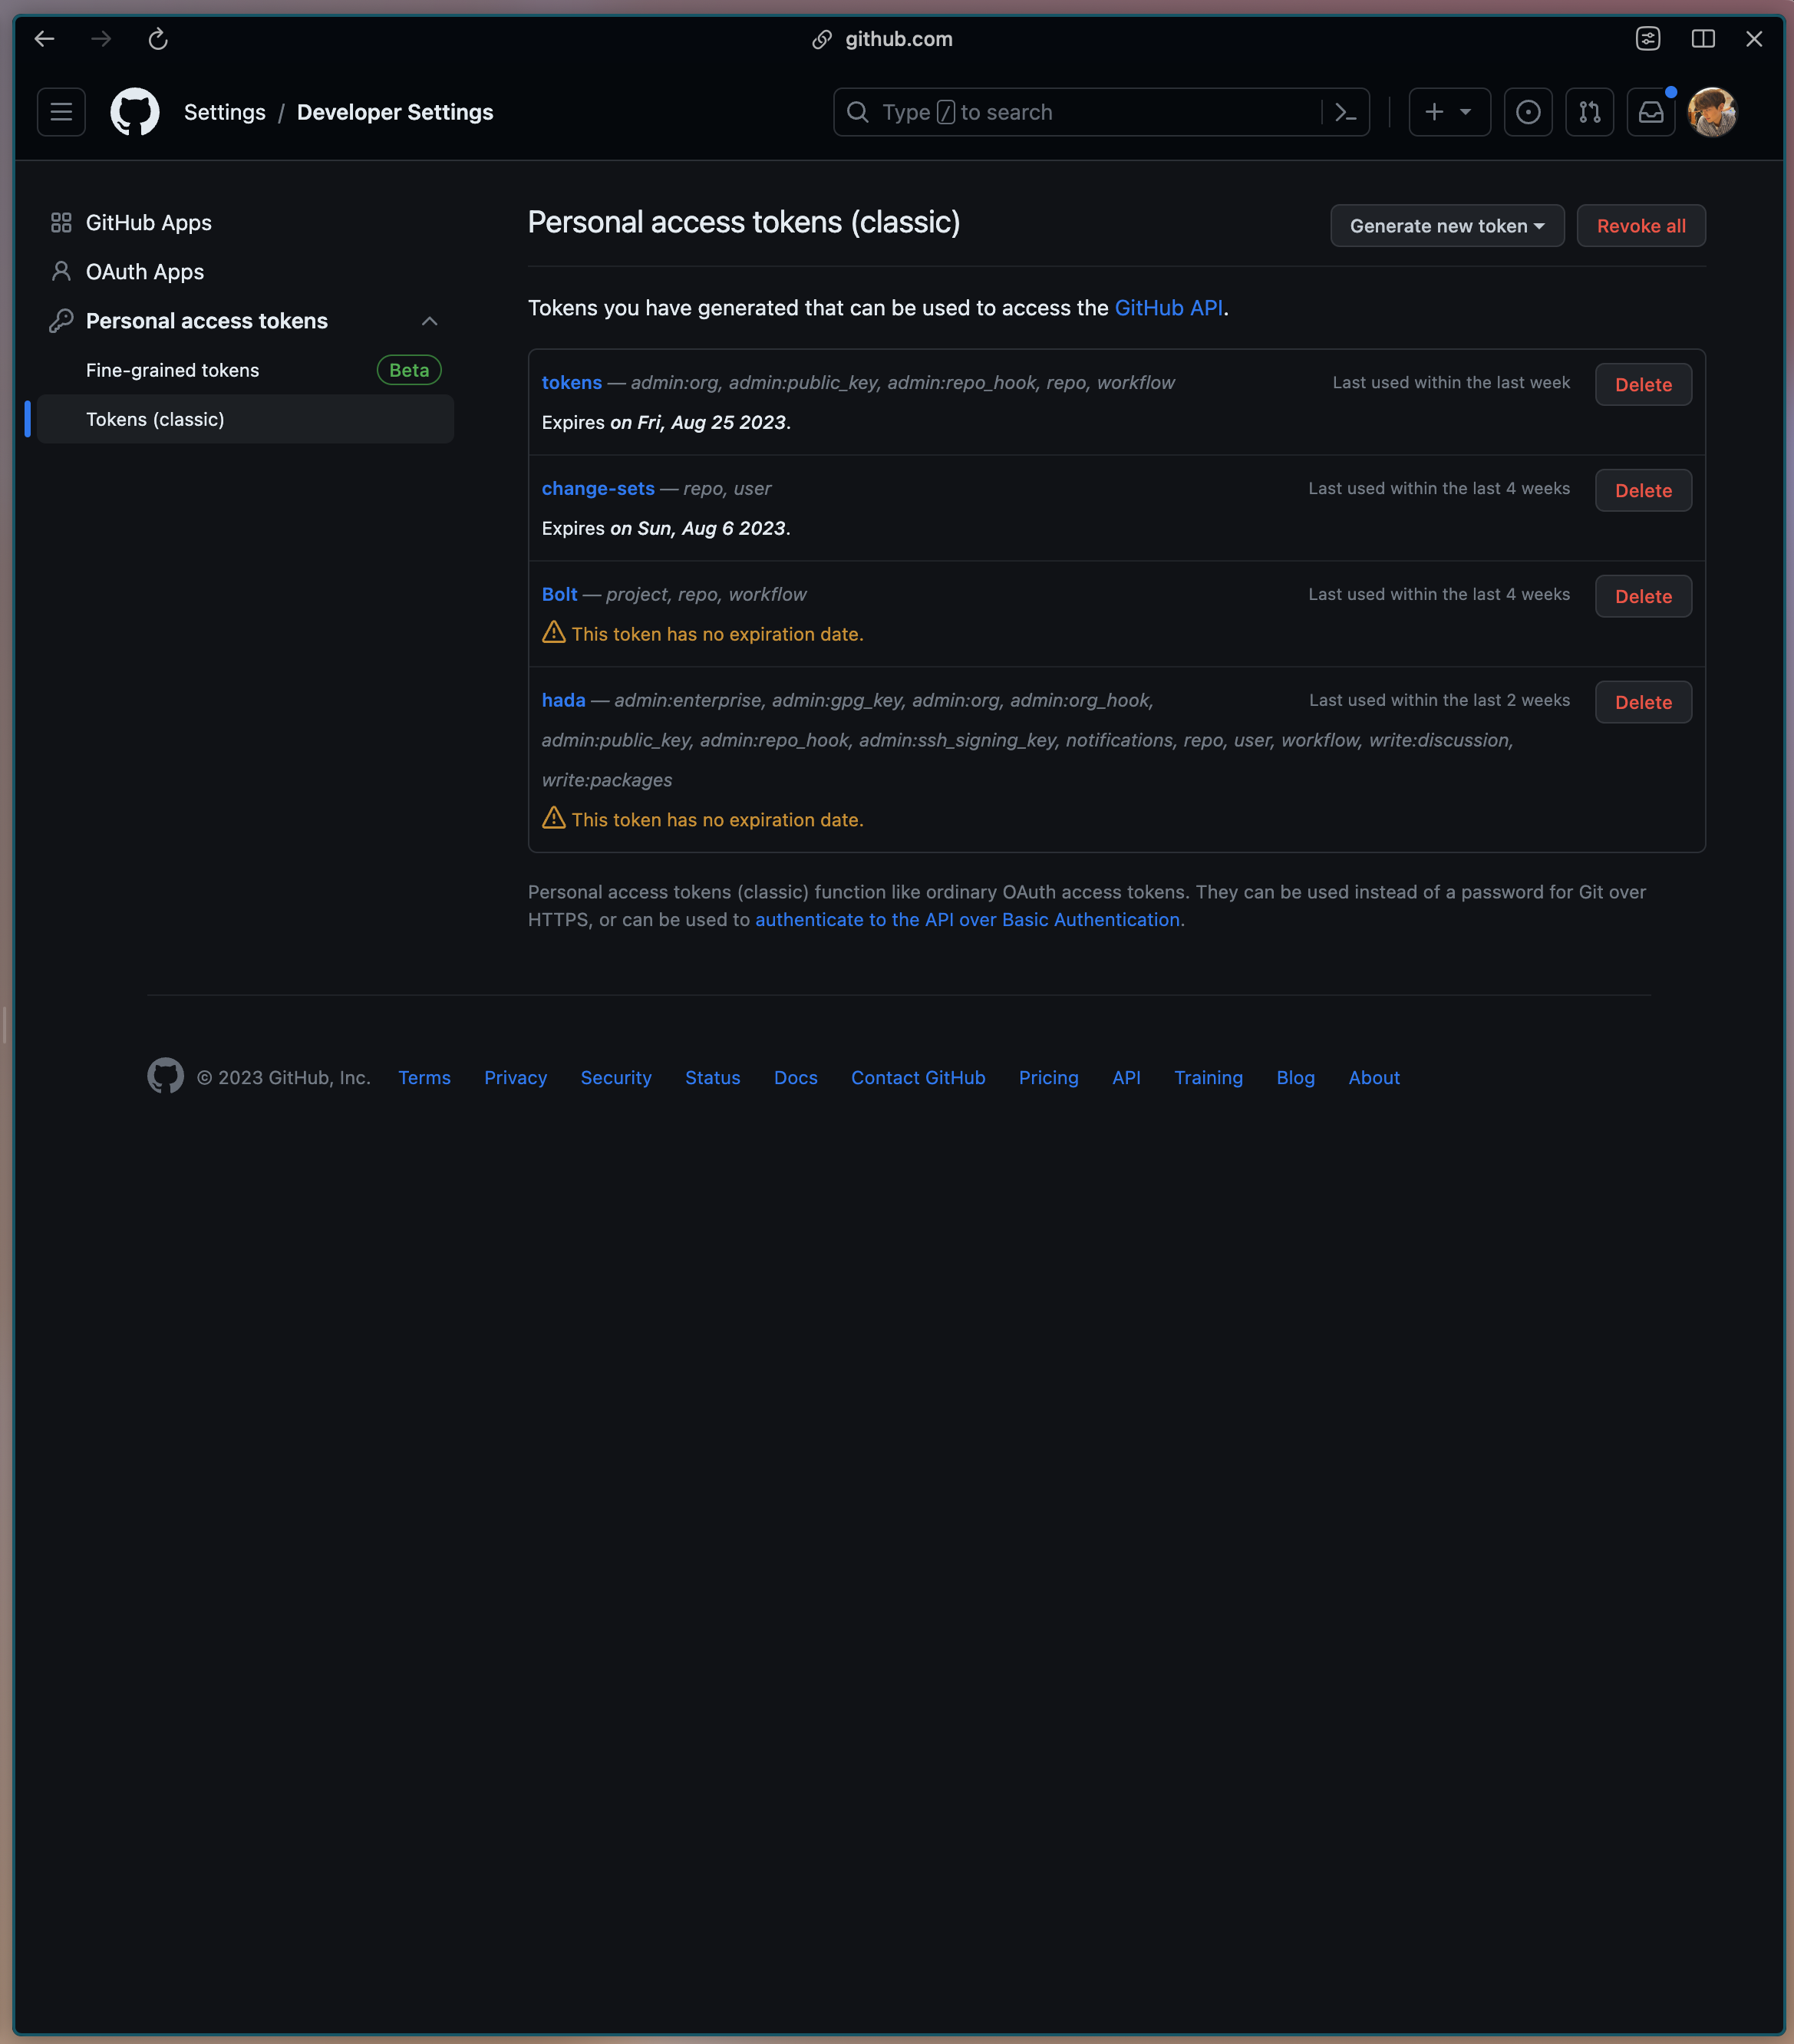 github.com
Settings / Developer Settings
Type / to search
GitHub Apps
OAuth Apps
Personal access tokens
Fine-grained tokens Beta
Tokens (classic)
Personal access tokens (classic)
Generate new token
Revoke all
Tokens you have generated that can be used to access the GitHub API.
tokens — admin:org, admin:public_key, admin:repo_hook, repo, workflow Last used within the last week Delete
Expires on Fri, Aug 25 2023.
change-sets — repo, user Last used within the last 4 weeks Delete
Expires on Sun, Aug 6 2023.
Bolt — project, repo, workflow Last used within the last 4 weeks Delete
This token has no expiration date.
hada — admin:enterprise, admin:gpg_key, admin:org, admin:org_hook, Last used within the last 2 weeks Delete
admin:public_key, admin:repo_hook, admin:ssh_signing_key, notifications, repo, user, workflow, write:discussion,
write:packages
This token has no expiration date.
Personal access tokens (classic) function like ordinary OAuth access tokens. They can be used instead of a password for Git over
HTTPS, or can be used to authenticate to the API over Basic Authentication.
© 2023 GitHub, Inc. Terms Privacy Security Status Docs Contact GitHub Pricing API Training Blog About